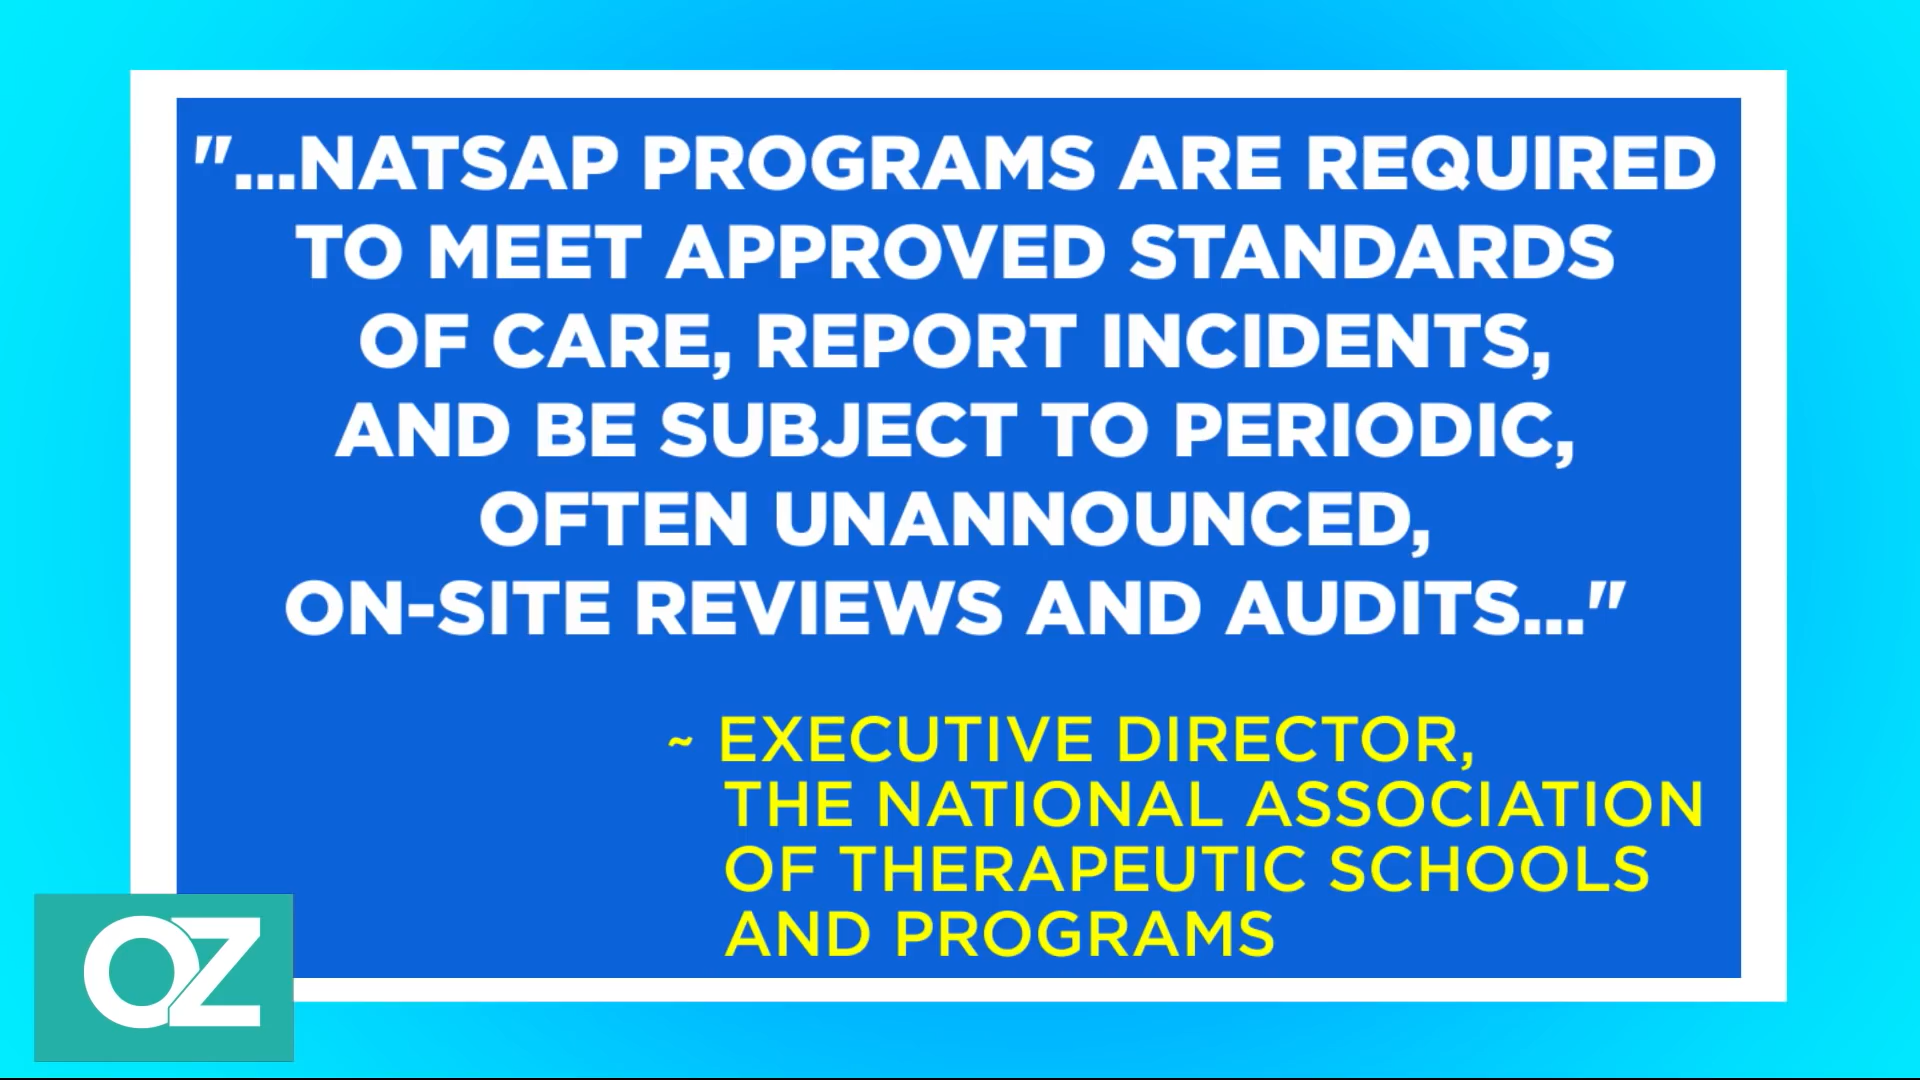 "...NATSAP PROGRAMS ARE REQUIRED
TO MEET APPROVED STANDARDS
OF CARE, REPORT INCIDENTS,
AND BE SUBJECT TO PERIODIC,
OFTEN UNANNOUNCED,
ON-SITE REVIEWS AND AUDITS..."
~ EXECUTIVE DIRECTOR,
THE NATIONAL ASSOCIATION
OF THERAPEUTIC SCHOOLS
AND PROGRAMS
OZ